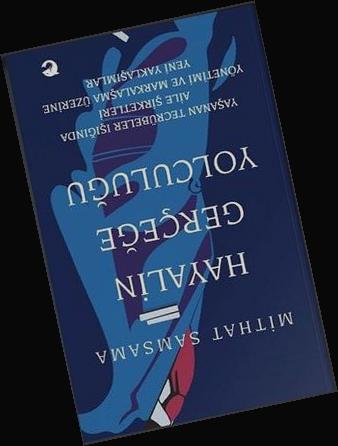 MİTHAT SAMSAMA
HAYALİN
GERÇEĞE
YOLCULUĞU
YAŞANAN TECRÜBELER IŞIĞINDA
AİLE ŞİRKETLERİ
YÖNETİMİ VE MARKALAŞMA ÜZERİNE
YENİ YAKLAŞIMLAR